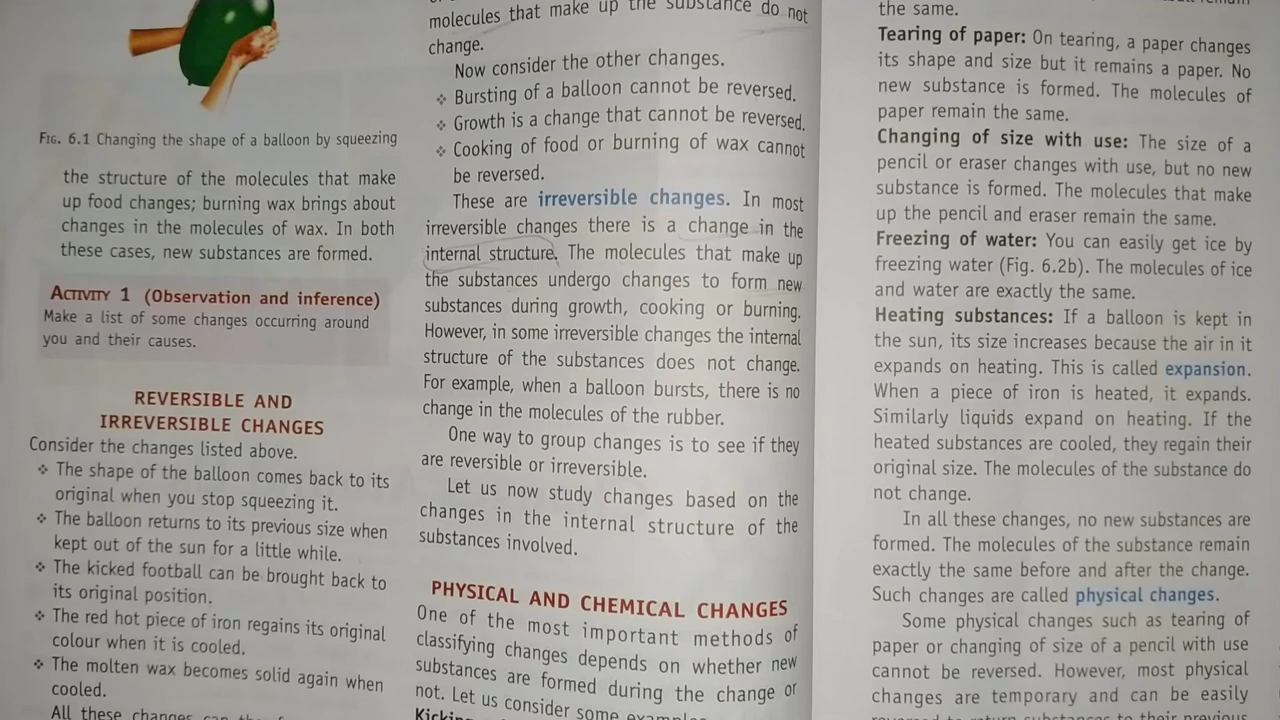 FIG. 6.1 Changing the shape of a balloon by squeezing
the structure of the molecules that make
up food changes; burning wax brings about
changes in the molecules of wax. In both
these cases, new substances are formed.
ACTIVITY 1 (Observation and inference)
Make a list of some changes occurring around
you and their causes.
REVERSIBLE AND
IRREVERSIBLE CHANGES
Consider the changes listed above.
❖ The shape of the balloon comes back to its
original when you stop squeezing it.
❖ The balloon returns to its previous size when
kept out of the sun for a little while.
❖ The kicked football can be brought back to
its original position.
❖ The red hot piece of iron regains its original
colour when it is cooled.
❖ The molten wax becomes solid again when
cooled.
All these changes can
molecules that make up the substance do not
change.
Now consider the other changes.
❖ Bursting of a balloon cannot be reversed.
❖ Growth is a change that cannot be reversed.
❖ Cooking of food or burning of wax cannot
be reversed.
These are irreversible changes. In most
irreversible changes there is a change in the
internal structure. The molecules that make up
the substances undergo changes to form new
substances during growth, cooking or burning.
However, in some irreversible changes the internal
structure of the substances does not change.
For example, when a balloon bursts, there is no
change in the molecules of the rubber.
One way to group changes is to see if they
are reversible or irreversible.
Let us now study changes based on the
changes in the internal structure of the
substances involved.
PHYSICAL AND CHEMICAL CHANGES
One of the most important methods of
classifying changes depends on whether new
substances are formed during the change or
not. Let us consider some examples
Kicking
the same.
Tearing of paper: On tearing, a paper changes
its shape and size but it remains a paper. No
new substance is formed. The molecules of
paper remain the same.
Changing of size with use: The size of a
pencil or eraser changes with use, but no new
substance is formed. The molecules that make
up the pencil and eraser remain the same.
Freezing of water: You can easily get ice by
freezing water (Fig. 6.2b). The molecules of ice
and water are exactly the same.
Heating substances: If a balloon is kept in
the sun, its size increases because the air in it
expands on heating. This is called expansion.
When a piece of iron is heated, it expands.
Similarly liquids expand on heating. If the
heated substances are cooled, they regain their
original size. The molecules of the substance do
not change.
In all these changes, no new substances are
formed. The molecules of the substance remain
exactly the same before and after the change.
Such changes are called physical changes.
Some physical changes such as tearing of
paper or changing of size of a pencil with use
cannot be reversed. However, most physical
changes are temporary and can be easily
reversed to return substances to their previous